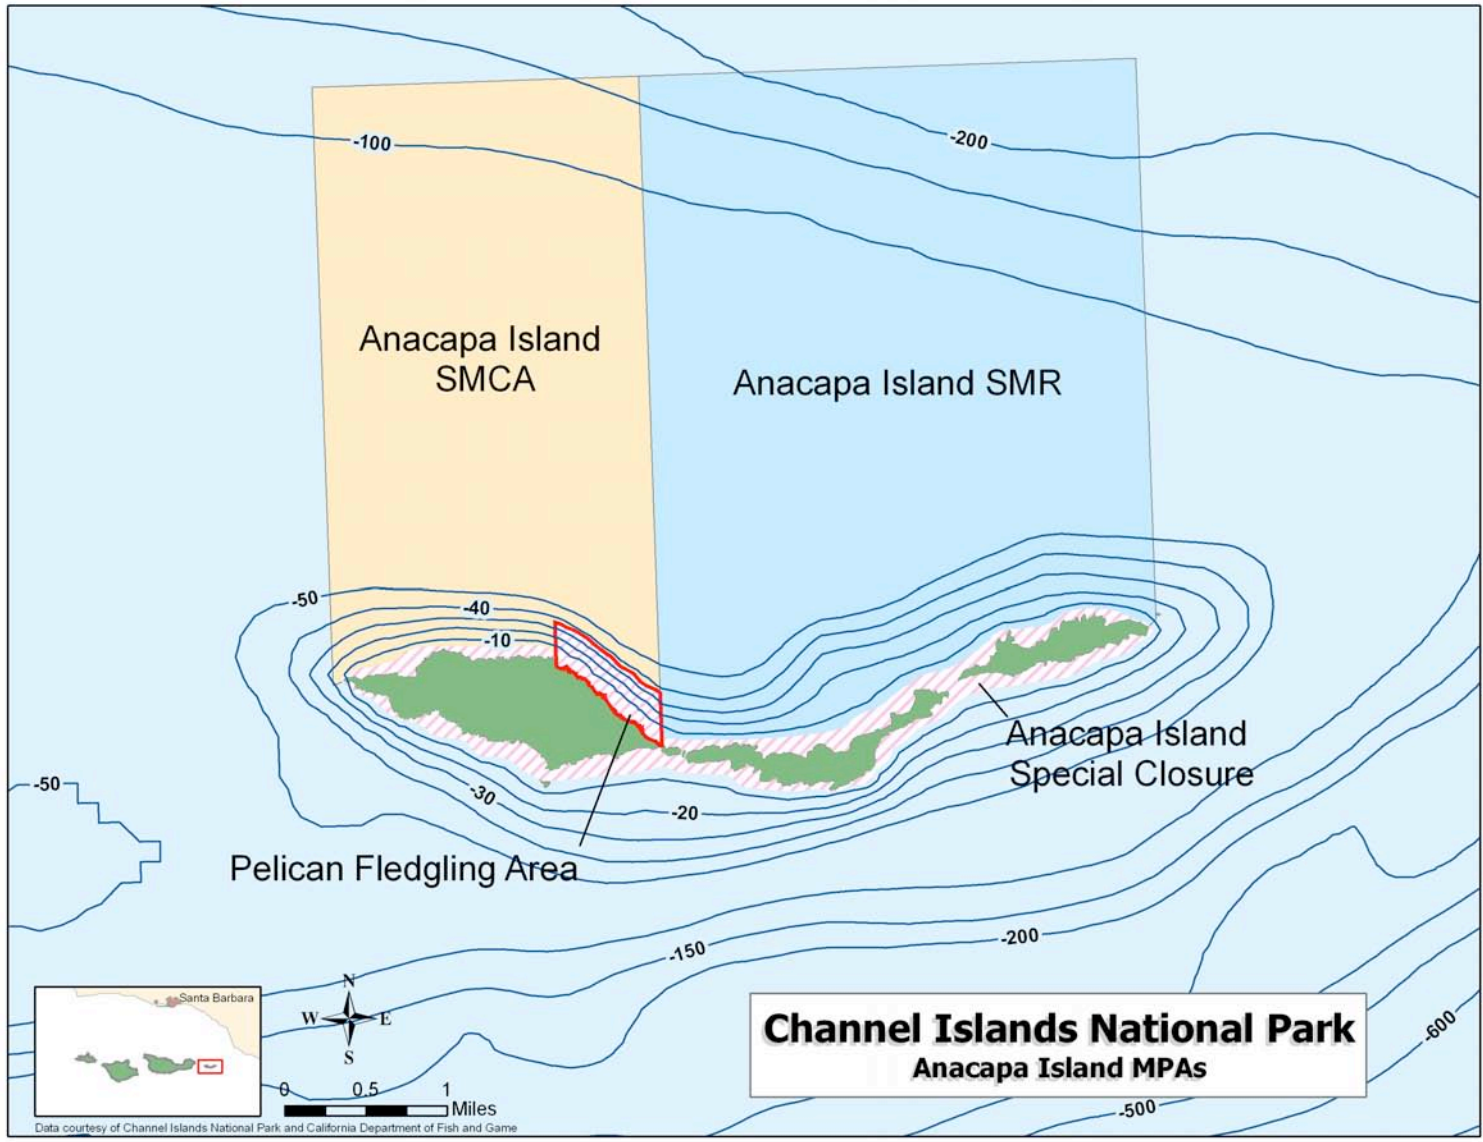 -100
-200
Anacapa Island
SMCA
Anacapa Island SMR
-50
-40
-10
Anacapa Island
Special Closure
-50
-30
-20
Pelican Fledgling Area
-150
-200
N
W
E
S
Santa Barbara
0 0.5 1
Miles
Channel Islands National Park
Anacapa Island MPAs
-600
-500
Data courtesy of Channel Islands National Park and California Department of Fish and Game